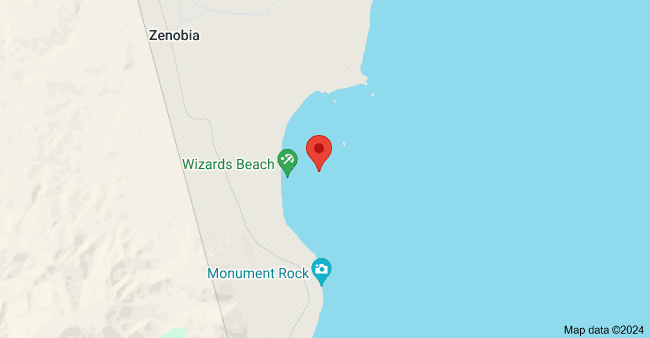 Zenobia
Wizards Beach
Monument Rock
Map data ©2024